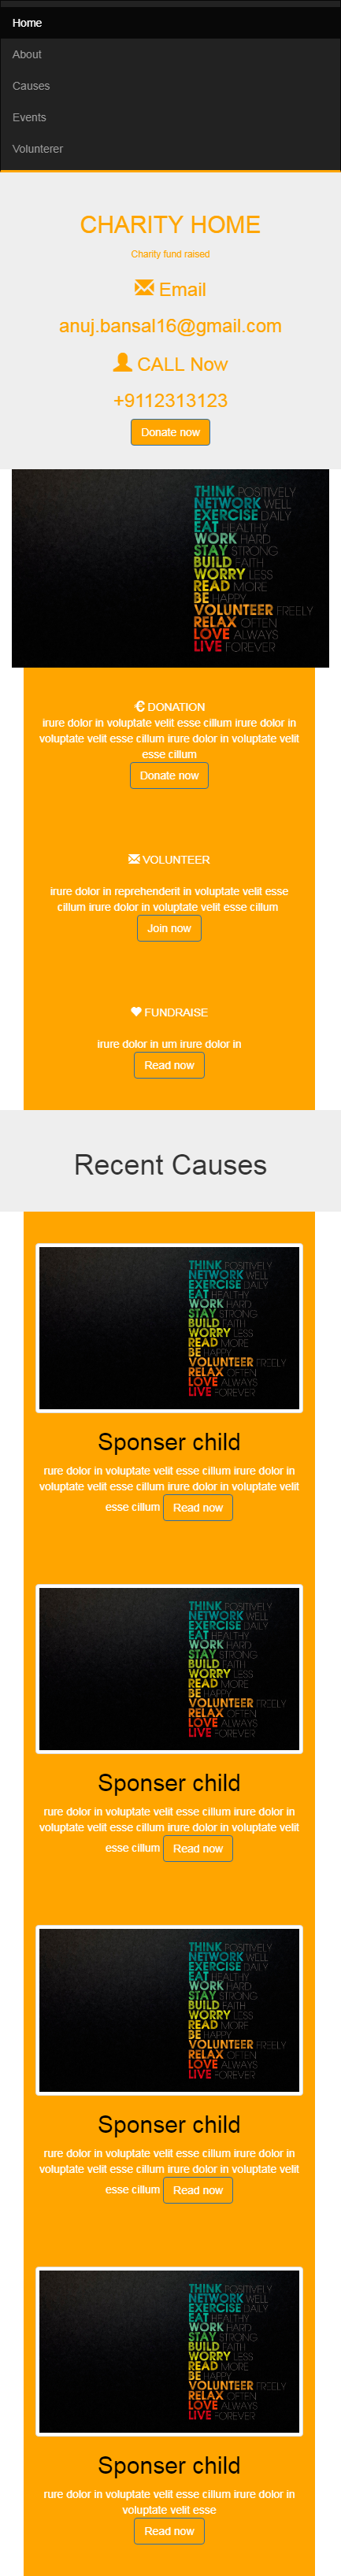 Home
About
Causes
Events
Volunterer
CHARITY HOME
Charity fund raised
Email
anuj.bansal16@gmail.com
CALL Now
+9112313123
Donate now
THINK POSITIVELY
NETWORK WELL
EXERCISE DAILY
EAT HEALTHY
WORK HARD
STAY STRONG
BUILD FAITH
WORRY LESS
READ MORE
BE HAPPY
VOLUNTEER FREELY
RELAX OFTEN
LOVE ALWAYS
LIVE FOREVER
€ DONATION
irure dolor in voluptate velit esse cillum irure dolor in
voluptate velit esse cillum irure dolor in voluptate velit
esse cillum
Donate now
VOLUNTEER
irure dolor in reprehenderit in voluptate velit esse
cillum irure dolor in voluptate velit esse cillum
Join now
FUNDRAISE
irure dolor in um irure dolor in
Read now
Recent Causes
THINK POSITIVELY
NETWORK WELL
EXERCISE DAILY
EAT HEALTHY
WORK HARD
STAY STRONG
BUILD FAITH
WORRY LESS
READ MORE
BE HAPPY
VOLUNTEER FREELY
RELAX OFTEN
LOVE ALWAYS
LIVE FOREVER
Sponser child
rure dolor in voluptate velit esse cillum irure dolor in
voluptate velit esse cillum irure dolor in voluptate velit
esse cillum Read now
THINK POSITIVELY
NETWORK WELL
EXERCISE DAILY
EAT HEALTHY
WORK HARD
STAY STRONG
BUILD FAITH
WORRY LESS
READ MORE
BE HAPPY
VOLUNTEER FREELY
RELAX OFTEN
LOVE ALWAYS
LIVE FOREVER
Sponser child
rure dolor in voluptate velit esse cillum irure dolor in
voluptate velit esse cillum irure dolor in voluptate velit
esse cillum Read now
THINK POSITIVELY
NETWORK WELL
EXERCISE DAILY
EAT HEALTHY
WORK HARD
STAY STRONG
BUILD FAITH
WORRY LESS
READ MORE
BE HAPPY
VOLUNTEER FREELY
RELAX OFTEN
LOVE ALWAYS
LIVE FOREVER
Sponser child
rure dolor in voluptate velit esse cillum irure dolor in
voluptate velit esse cillum irure dolor in voluptate velit
esse cillum Read now
THINK POSITIVELY
NETWORK WELL
EXERCISE DAILY
EAT HEALTHY
WORK HARD
STAY STRONG
BUILD FAITH
WORRY LESS
READ MORE
BE HAPPY
VOLUNTEER FREELY
RELAX OFTEN
LOVE ALWAYS
LIVE FOREVER
Sponser child
rure dolor in voluptate velit esse cillum irure dolor in
voluptate velit esse
Read now